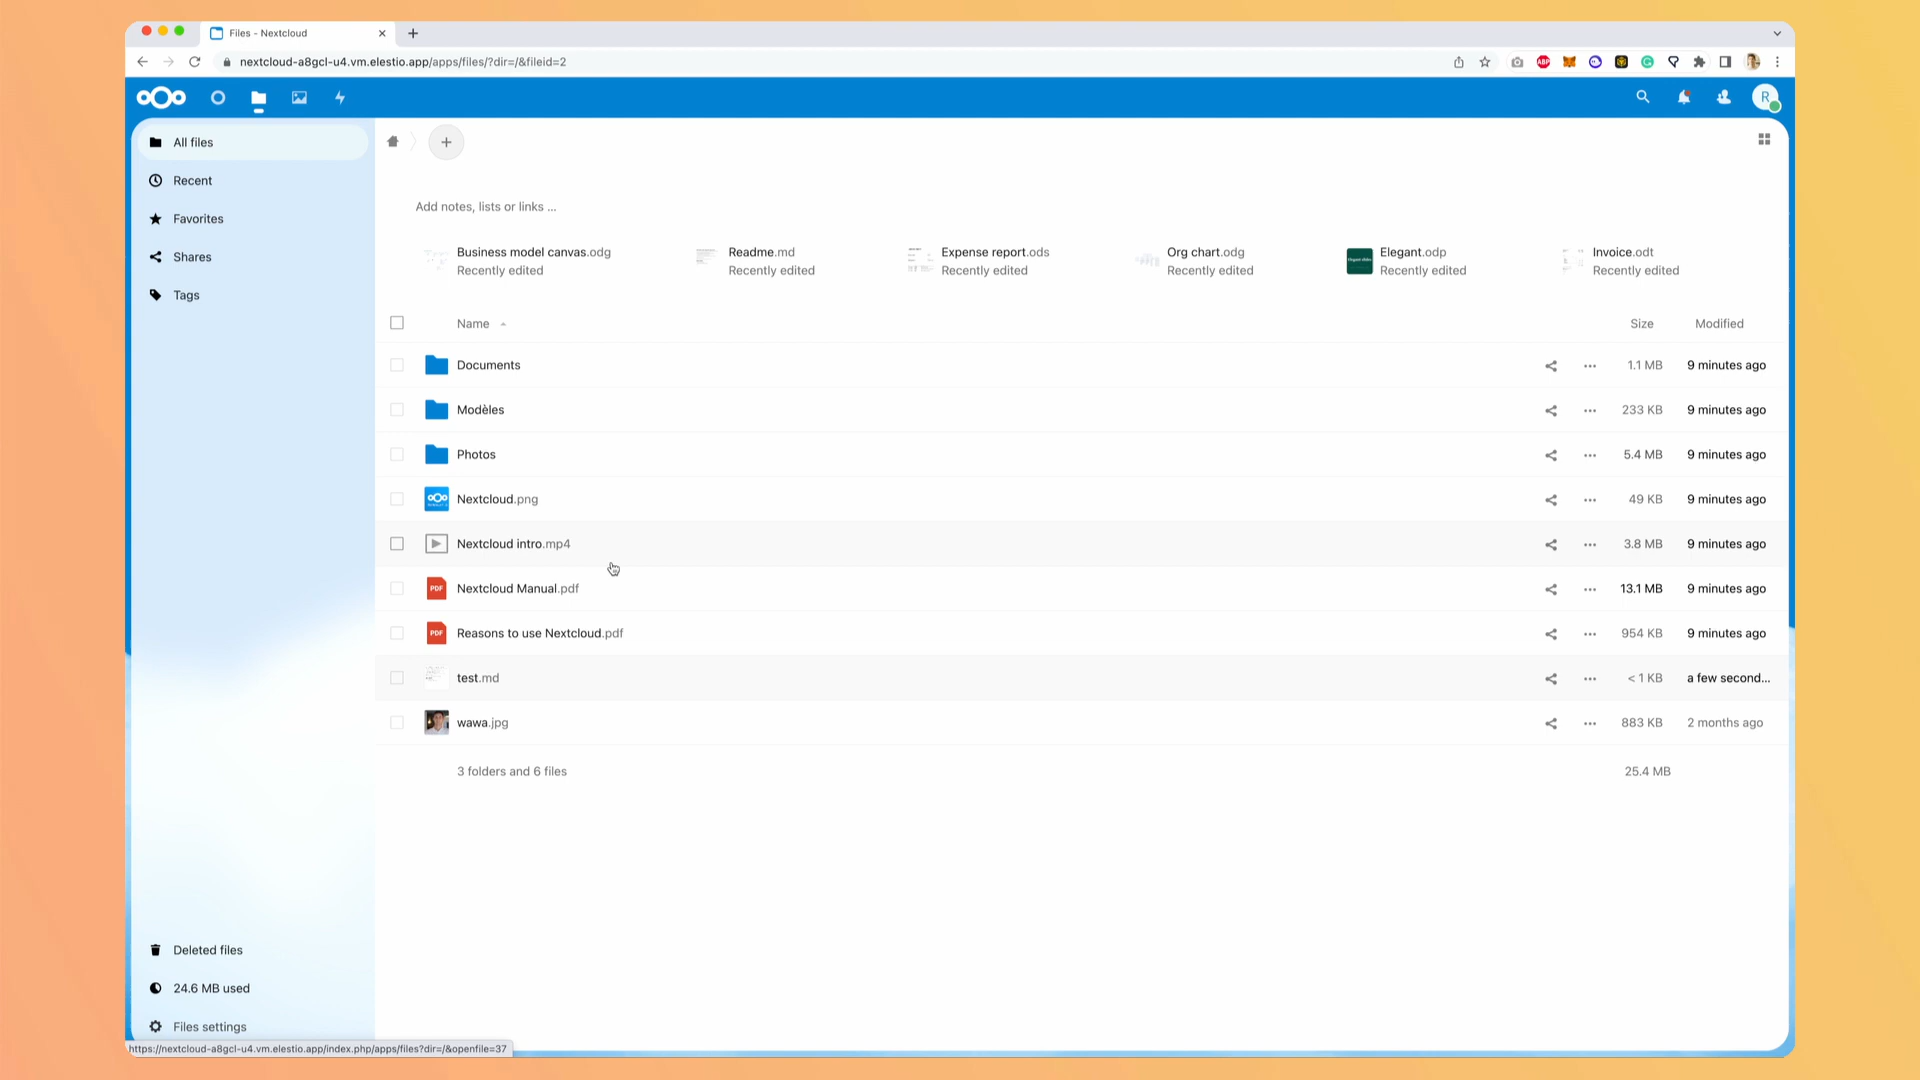 Files - Nextcloud
nextcloud-a8gcl-u4.vm.elestio.app/apps/files/?dir=/&fileid=2
ABP
R
All files
Recent
Favorites
Shares
Tags
Add notes, lists or links ...
Business model canvas.odg
Recently edited
Readme.md
Recently edited
Expense report.ods
Recently edited
Org chart.odg
Recently edited
Elegant.odp
Recently edited
Invoice.odt
Recently edited
Name
Size
Modified
Documents
1.1 MB
9 minutes ago
Modèles
233 KB
9 minutes ago
Photos
5.4 MB
9 minutes ago
Nextcloud.png
49 KB
9 minutes ago
Nextcloud intro.mp4
3.8 MB
9 minutes ago
PDF
Nextcloud Manual.pdf
13.1 MB
9 minutes ago
PDF
Reasons to use Nextcloud.pdf
954 KB
9 minutes ago
test.md
< 1 KB
a few second...
wawa.jpg
883 KB
2 months ago
3 folders and 6 files
25.4 MB
Deleted files
24.6 MB used
Files settings
https://nextcloud-a8gcl-u4.vm.elestio.app/index.php/apps/files?dir=/&openfile=37